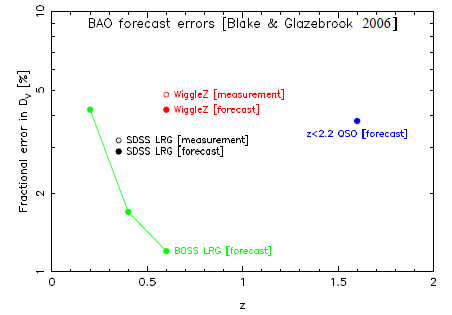 BAO forecast errors [Blake & Glazebrook 2006]
10
5
2
1
Fractional error in D_V [%]
WiggleZ [measurement]
WiggleZ [forecast]
z<2.2 QSO [forecast]
SDSS LRG [measurement]
SDSS LRG [forecast]
BOSS LRG [forecast]
0 0.5 1 1.5 2
z